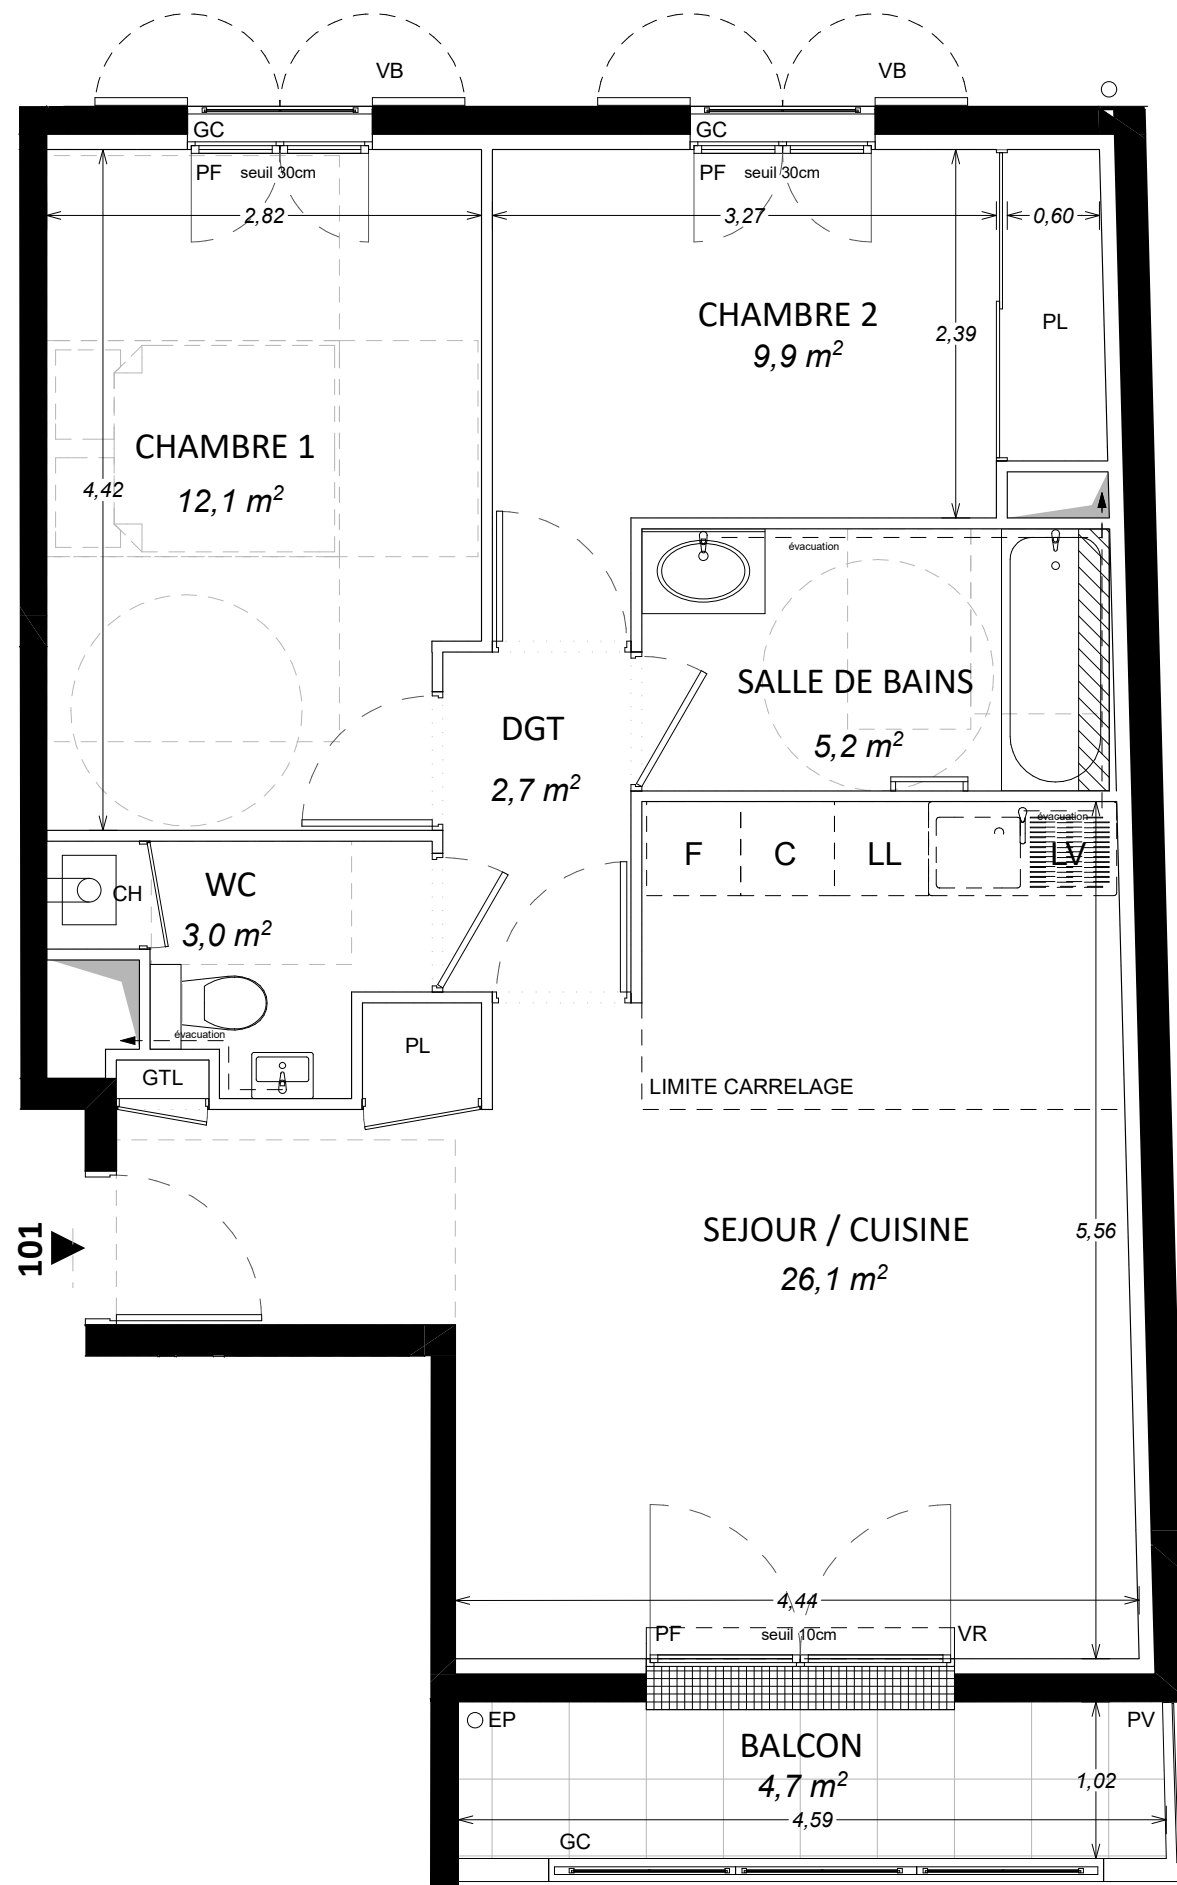 VB
VB
GC
GC
PF
seuil 30cm
PF
seuil 30cm
2,82
3,27
0,60
CHAMBRE 2
9,9 m²
2,39
PL
CHAMBRE 1
12,1 m²
4,42
évacuation
SALLE DE BAINS
5,2 m²
DGT
2,7 m²
évacuation
F
C
LL
LV
WC
3,0 m²
CH
évacuation
PL
GTL
LIMITE CARRELAGE
101
SEJOUR / CUISINE
26,1 m²
5,56
4,44
PF
seuil 10cm
VR
EP
PV
BALCON
4,7 m²
1,02
4,59
GC